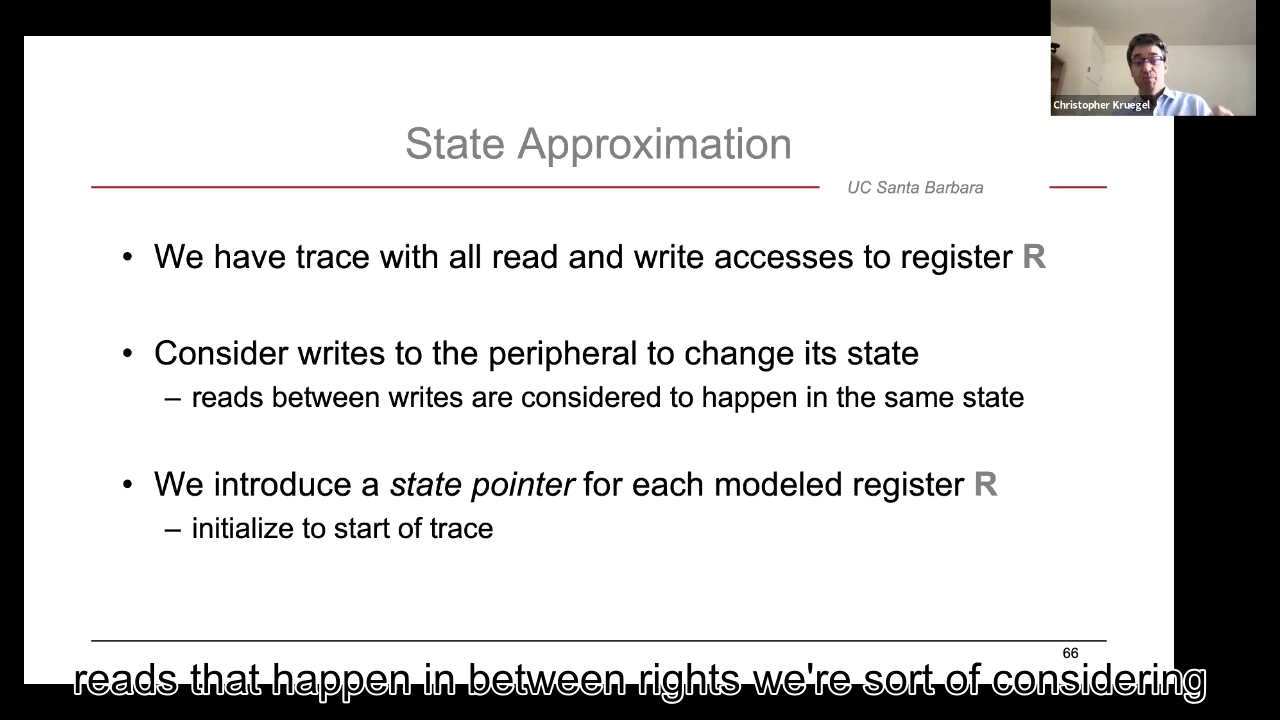 Christopher Kruegel
State Approximation
UC Santa Barbara
• We have trace with all read and write accesses to register R
• Consider writes to the peripheral to change its state
– reads between writes are considered to happen in the same state
• We introduce a state pointer for each modeled register R
– initialize to start of trace
66
reads that happen in between rights we're sort of considering